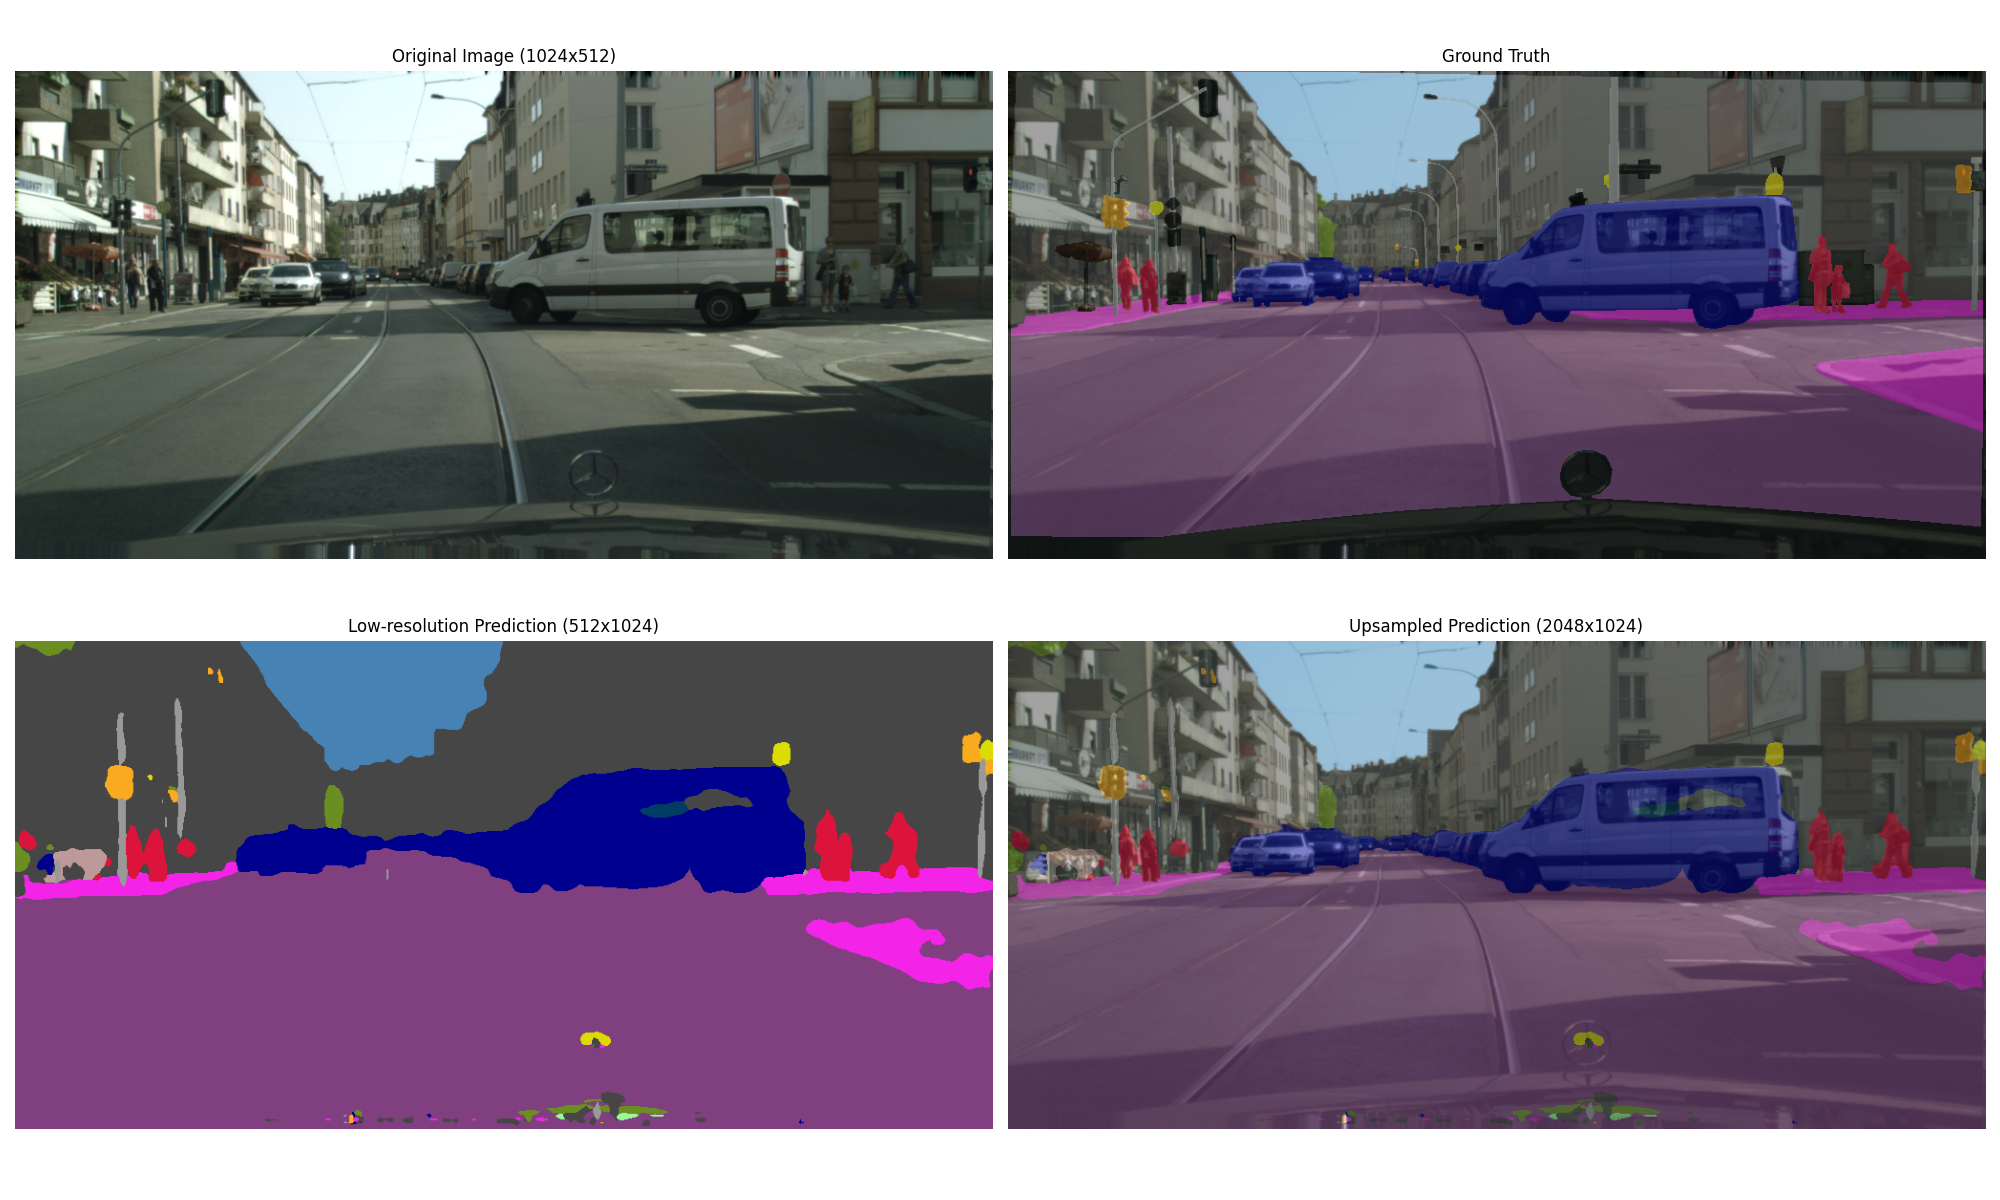 Original Image (1024x512)
Ground Truth
Low-resolution Prediction (512x1024)
Upsampled Prediction (2048x1024)